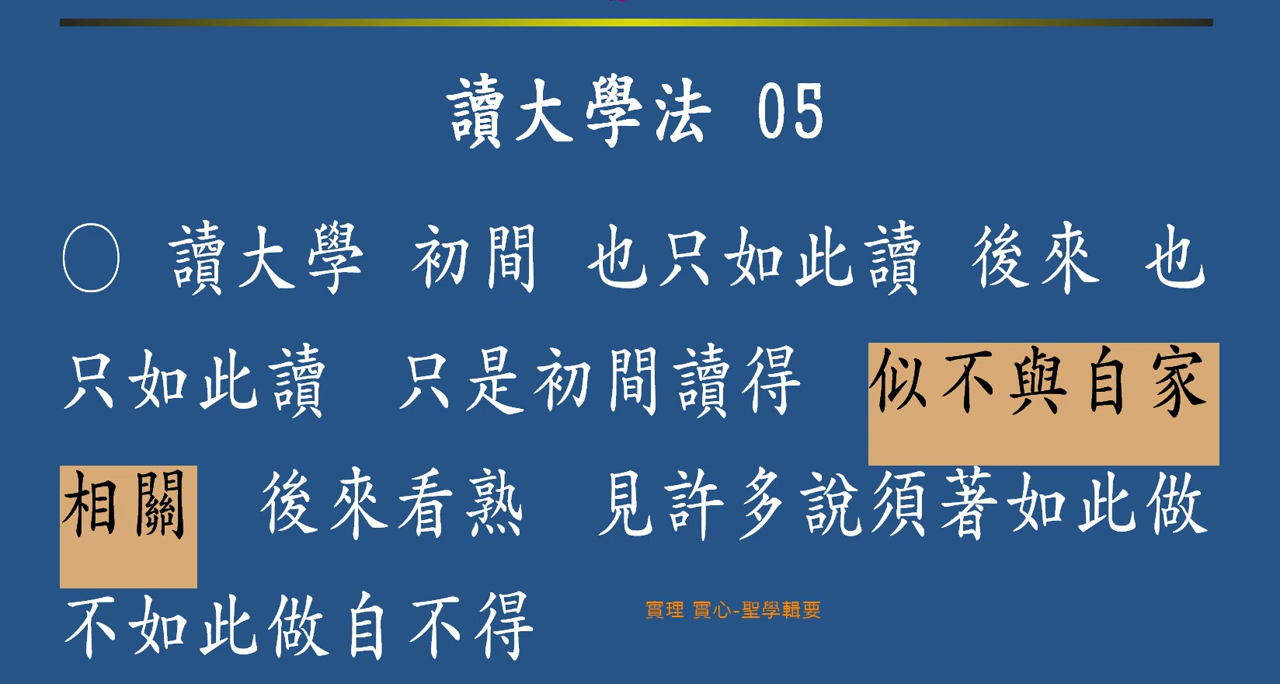 讀大學法 05
○ 讀大學 初間 也只如此讀 後來 也
只如此讀 只是初間讀得 似不與自家
相關 後來看熟 見許多說須著如此做
不如此做自不得
實理 實心-聖學輯要